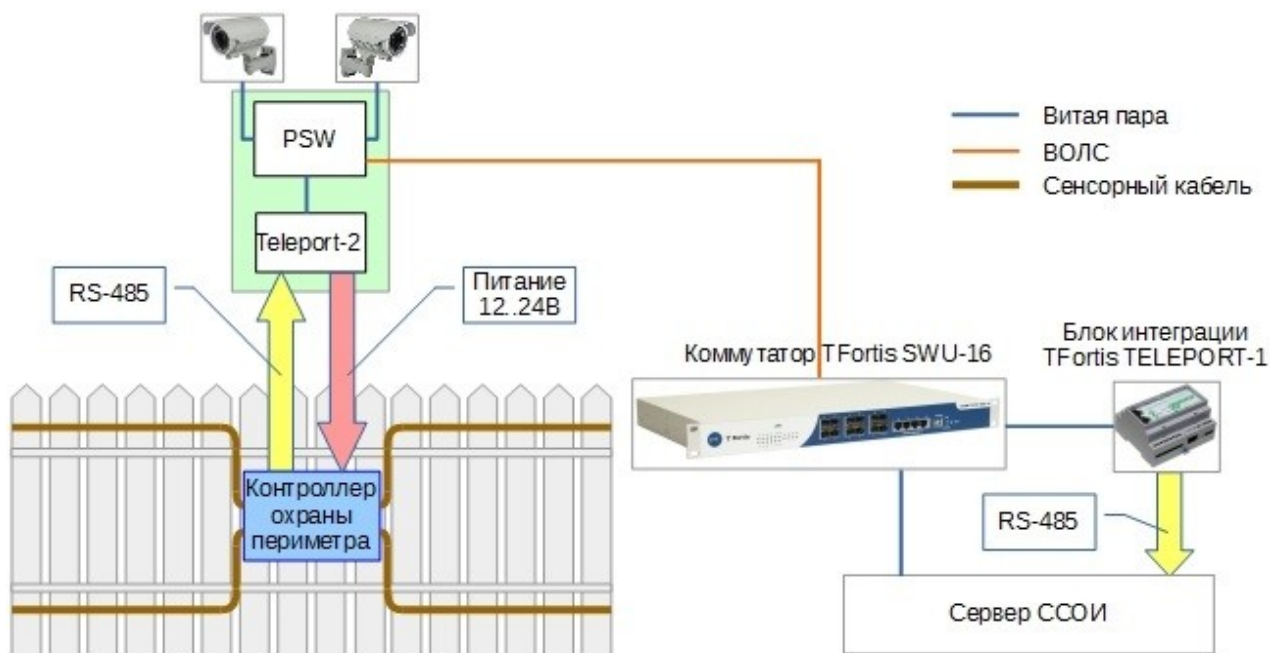 PSW
Витая пара
ВОЛС
Сенсорный кабель
Teleport-2
RS-485
Питание
12..24В
Коммутатор TFortis SWU-16
Блок интеграции
TFortis TELEPORT-1
Контроллер
охраны
периметра
RS-485
Сервер ССОИ